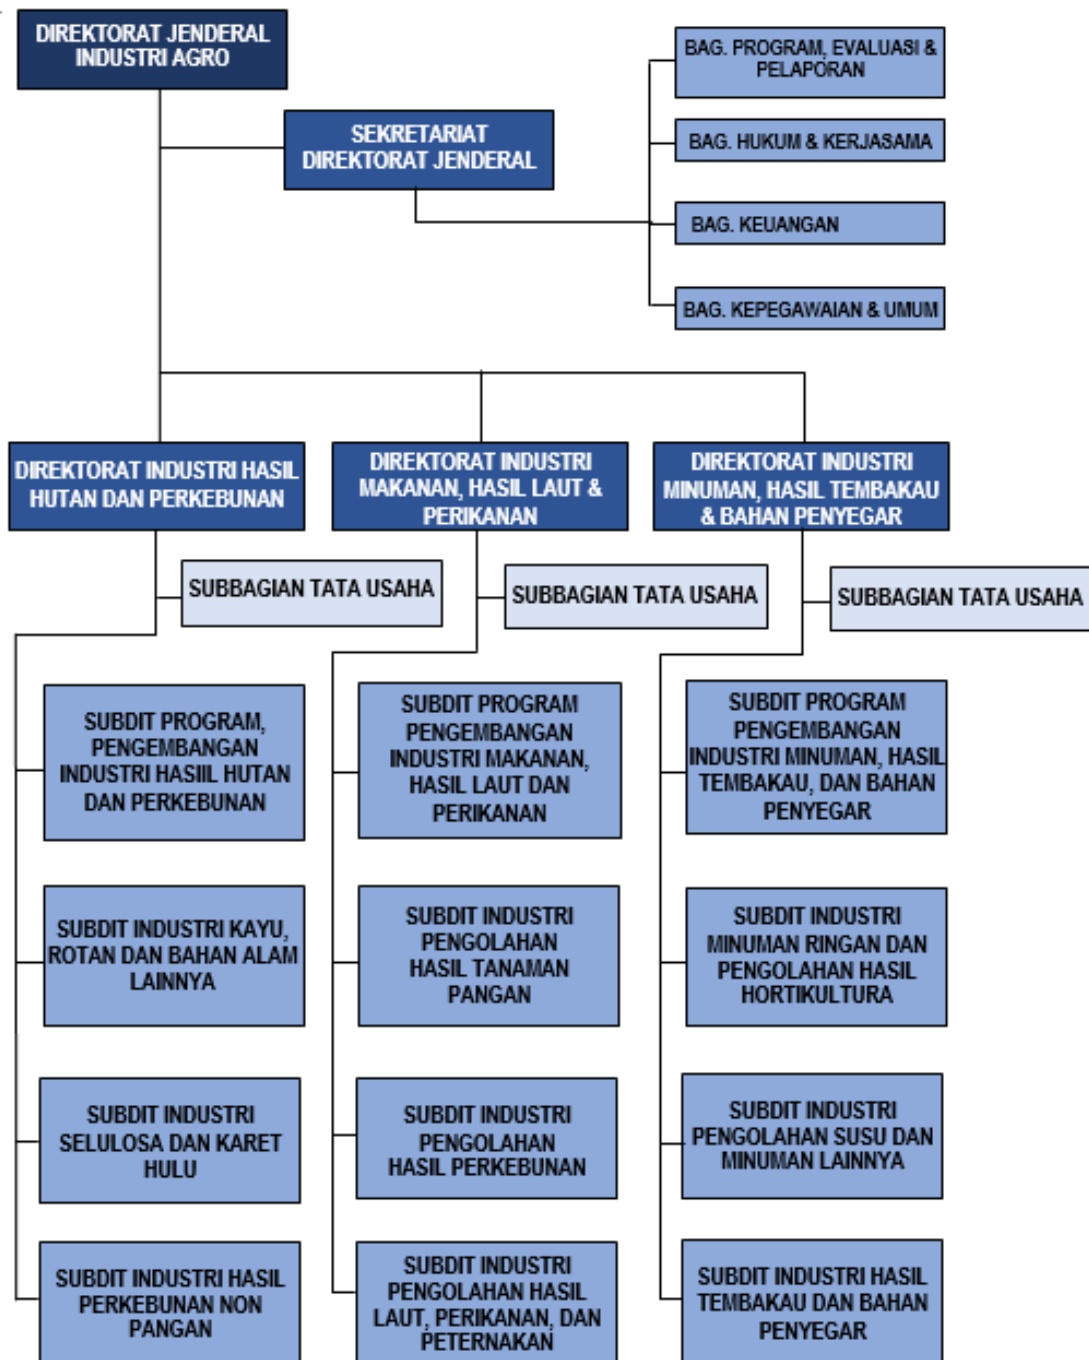 DIREKTORAT JENDERAL
INDUSTRI AGRO
SEKRETARIAT
DIREKTORAT JENDERAL
BAG. PROGRAM, EVALUASI &
PELAPORAN
BAG. HUKUM & KERJASAMA
BAG. KEUANGAN
BAG. KEPEGAWAIAN & UMUM
DIREKTORAT INDUSTRI HASIL
HUTAN DAN PERKEBUNAN
DIREKTORAT INDUSTRI
MAKANAN, HASIL LAUT &
PERIKANAN
DIREKTORAT INDUSTRI
MINUMAN, HASIL TEMBAKAU
& BAHAN PENYEGAR
SUBBAGIAN TATA USAHA
SUBBAGIAN TATA USAHA
SUBBAGIAN TATA USAHA
SUBDIT PROGRAM,
PENGEMBANGAN
INDUSTRI HASIIL HUTAN
DAN PERKEBUNAN
SUBDIT PROGRAM
PENGEMBANGAN
INDUSTRI MAKANAN,
HASIL LAUT DAN
PERIKANAN
SUBDIT PROGRAM
PENGEMBANGAN
INDUSTRI MINUMAN, HASIL
TEMBAKAU, DAN BAHAN
PENYEGAR
SUBDIT INDUSTRI KAYU,
ROTAN DAN BAHAN ALAM
LAINNYA
SUBDIT INDUSTRI
PENGOLAHAN
HASIL TANAMAN
PANGAN
SUBDIT INDUSTRI
MINUMAN RINGAN DAN
PENGOLAHAN HASIL
HORTIKULTURA
SUBDIT INDUSTRI
SELULOSA DAN KARET
HULU
SUBDIT INDUSTRI
PENGOLAHAN
HASIL PERKEBUNAN
SUBDIT INDUSTRI
PENGOLAHAN SUSU DAN
MINUMAN LAINNYA
SUBDIT INDUSTRI HASIL
PERKEBUNAN NON
PANGAN
SUBDIT INDUSTRI
PENGOLAHAN HASIL
LAUT, PERIKANAN, DAN
PETERNAKAN
SUBDIT INDUSTRI HASIL
TEMBAKAU DAN BAHAN
PENYEGAR